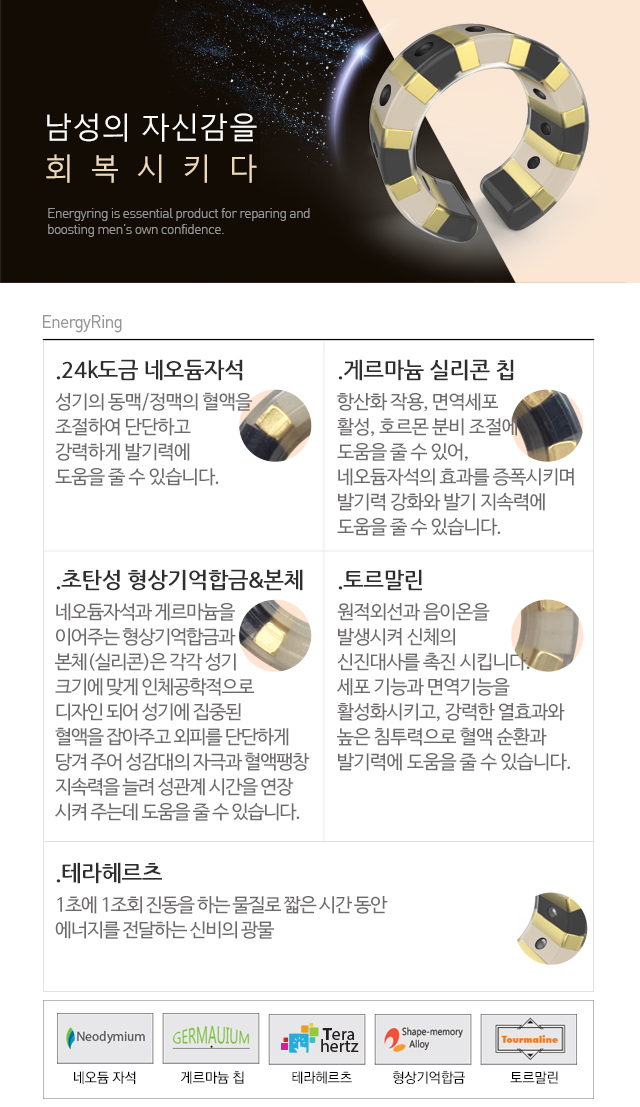 남성의 자신감을
회복시키다
Energyring is essential product for reparing and
boosting men's own confidence.
EnergyRing
.24k도금 네오듐자석
성기의 동맥/정맥의 혈액을
조절하여 단단하고
강력하게 발기력에
도움을 줄 수 있습니다.
.게르마늄 실리콘 칩
항산화 작용, 면역세포
활성, 호르몬 분비 조절에
도움을 줄 수 있어,
네오듐자석의 효과를 증폭시키며
발기력 강화와 발기 지속력에
도움을 줄 수 있습니다.
.초탄성 형상기억합금&본체
네오듐자석과 게르마늄을
이어주는 형상기억합금과
본체(실리콘)은 각각 성기
크기에 맞게 인체공학적으로
디자인 되어 성기에 집중된
혈액을 잡아주고 외피를 단단하게
당겨 주어 성감대의 자극과 혈액팽창
지속력을 늘려 성관계 시간을 연장
시켜 주는데 도움을 줄 수 있습니다.
.토르말린
원적외선과 음이온을
발생시켜 신체의
신진대사를 촉진 시킵니다.
세포 기능과 면역기능을
활성화시키고, 강력한 열효과와
높은 침투력으로 혈액 순환과
발기력에 도움을 줄 수 있습니다.
.테라헤르츠
1초에 1조회 진동을 하는 물질로 짧은 시간 동안
에너지를 전달하는 신비의 광물
Neodymium
GERMAUIUM
Tera
hertz
Shape-memory
Alloy
Tourmaline
네오듐 자석
게르마늄 칩
테라헤르츠
형상기억합금
토르말린